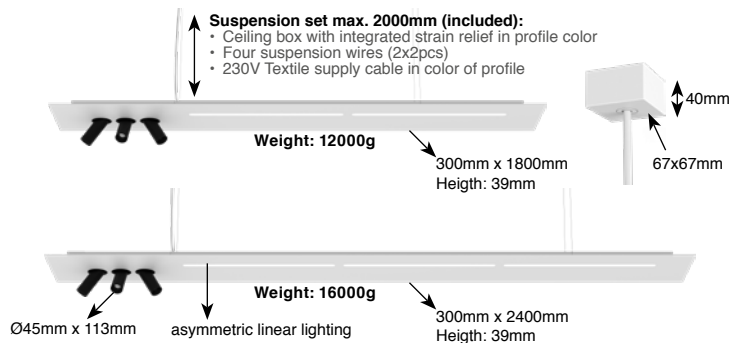 Suspension set max. 2000mm (included):
• Ceiling box with integrated strain relief in profile color
• Four suspension wires (2x2pcs)
• 230V Textile supply cable in color of profile
40mm
Weight: 12000g
300mm x 1800mm
Heigth: 39mm
67x67mm
Weight: 16000g
300mm x 2400mm
Heigth: 39mm
Ø45mm x 113mm
asymmetric linear lighting